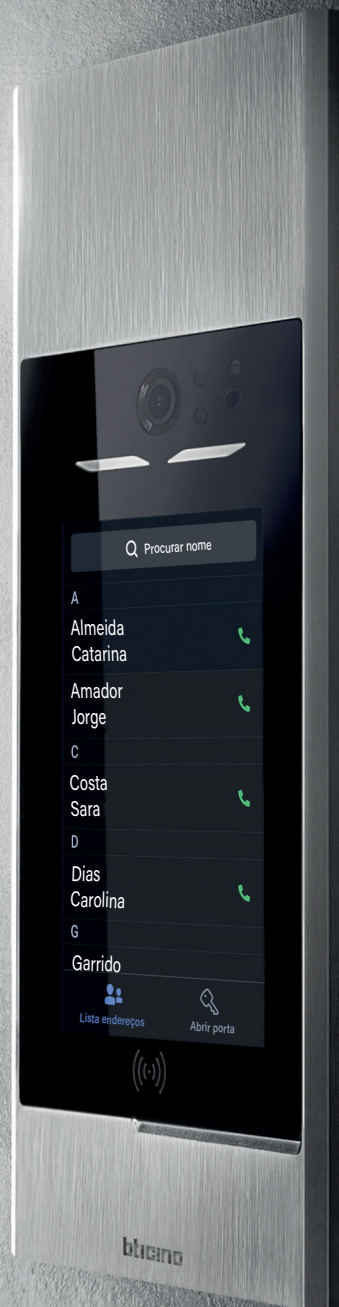 Procurar nome
A
Almeida
Catarina
Amador
Jorge
C
Costa
Sara
D
Dias
Carolina
G
Garrido
Lista endereços
Abrir porta
bticino